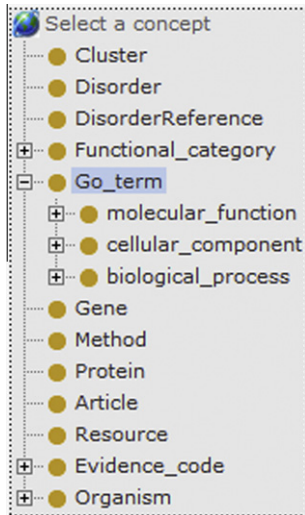 Select a concept
Cluster
Disorder
DisorderReference
Functional_category
Go_term
molecular_function
cellular_component
biological_process
Gene
Method
Protein
Article
Resource
Evidence_code
Organism